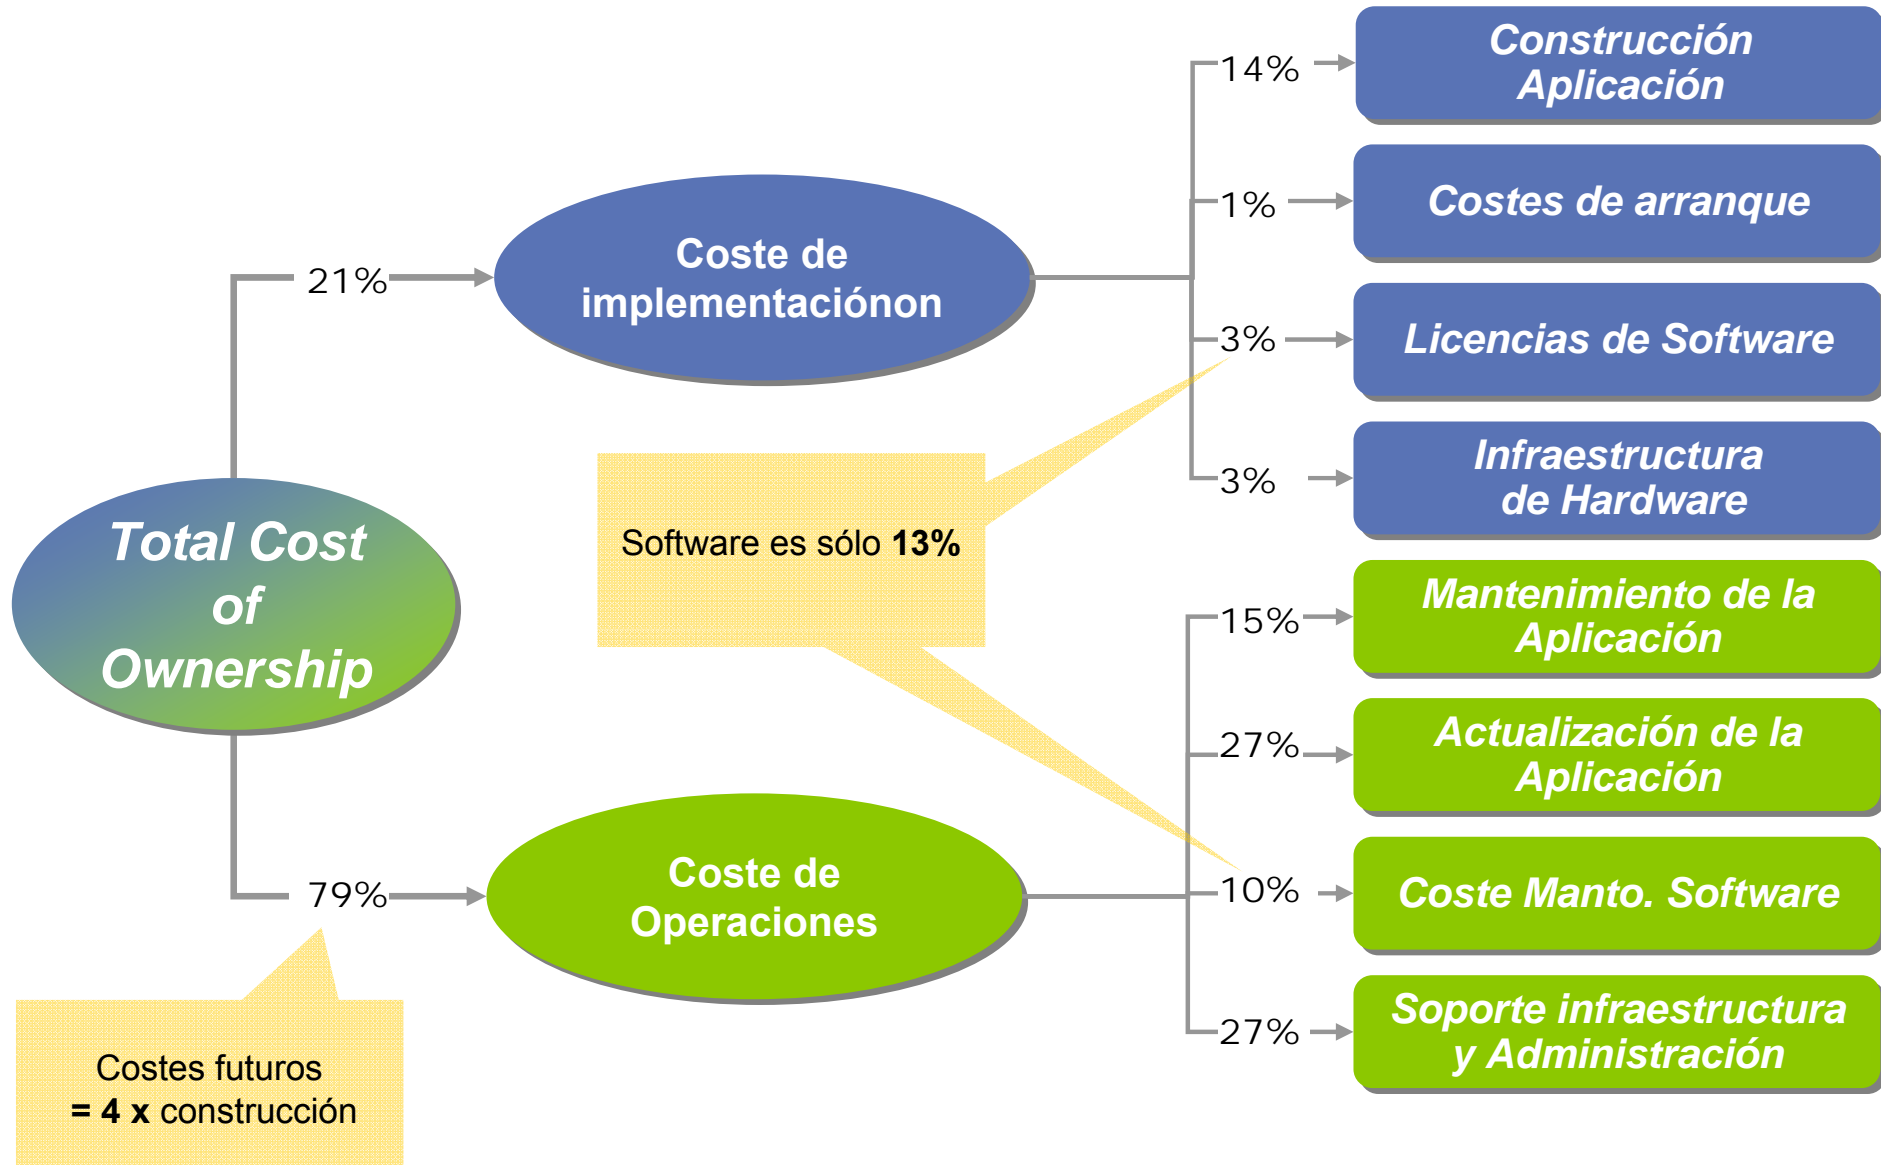 Total Cost
of
Ownership
21%
Coste de
implementaciónon
14%
Construcción
Aplicación
1%
Costes de arranque
3%
Licencias de Software
3%
Infraestructura
de Hardware
Software es sólo 13%
79%
Coste de
Operaciones
15%
Mantenimiento de la
Aplicación
27%
Actualización de la
Aplicación
10%
Coste Manto. Software
27%
Soporte infraestructura
y Administración
Costes futuros
= 4 x construcción